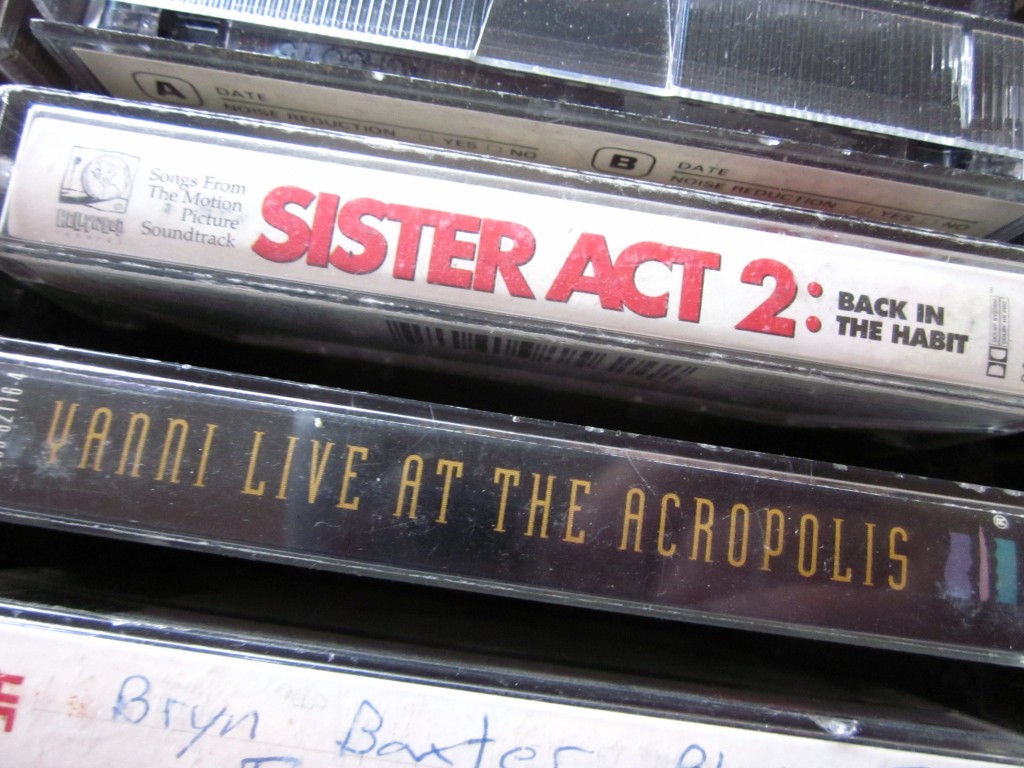 A
DATE
NOISE REDUCTION □ YES □ NO
B
DATE
NOISE REDUCTION □ YES □ NO
Songs From
The Motion
Picture
Soundtrack
SISTER ACT 2:
BACK IN
THE HABIT
YANNI LIVE AT THE ACROPOLIS
®
Bryn Baxter